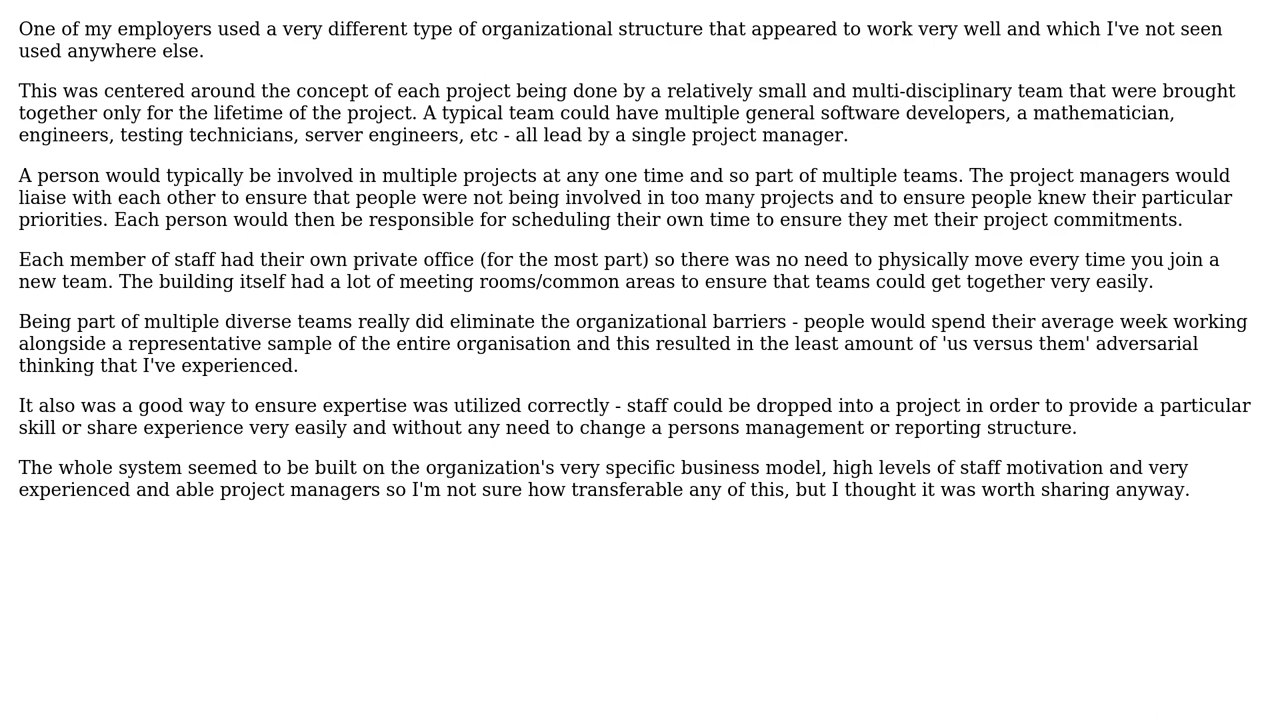 One of my employers used a very different type of organizational structure that appeared to work very well and which I've not seen
used anywhere else.
This was centered around the concept of each project being done by a relatively small and multi-disciplinary team that were brought
together only for the lifetime of the project. A typical team could have multiple general software developers, a mathematician,
engineers, testing technicians, server engineers, etc - all lead by a single project manager.
A person would typically be involved in multiple projects at any one time and so part of multiple teams. The project managers would
liaise with each other to ensure that people were not being involved in too many projects and to ensure people knew their particular
priorities. Each person would then be responsible for scheduling their own time to ensure they met their project commitments.
Each member of staff had their own private office (for the most part) so there was no need to physically move every time you join a
new team. The building itself had a lot of meeting rooms/common areas to ensure that teams could get together very easily.
Being part of multiple diverse teams really did eliminate the organizational barriers - people would spend their average week working
alongside a representative sample of the entire organisation and this resulted in the least amount of 'us versus them' adversarial
thinking that I've experienced.
It also was a good way to ensure expertise was utilized correctly - staff could be dropped into a project in order to provide a particular
skill or share experience very easily and without any need to change a persons management or reporting structure.
The whole system seemed to be built on the organization's very specific business model, high levels of staff motivation and very
experienced and able project managers so I'm not sure how transferable any of this, but I thought it was worth sharing anyway.